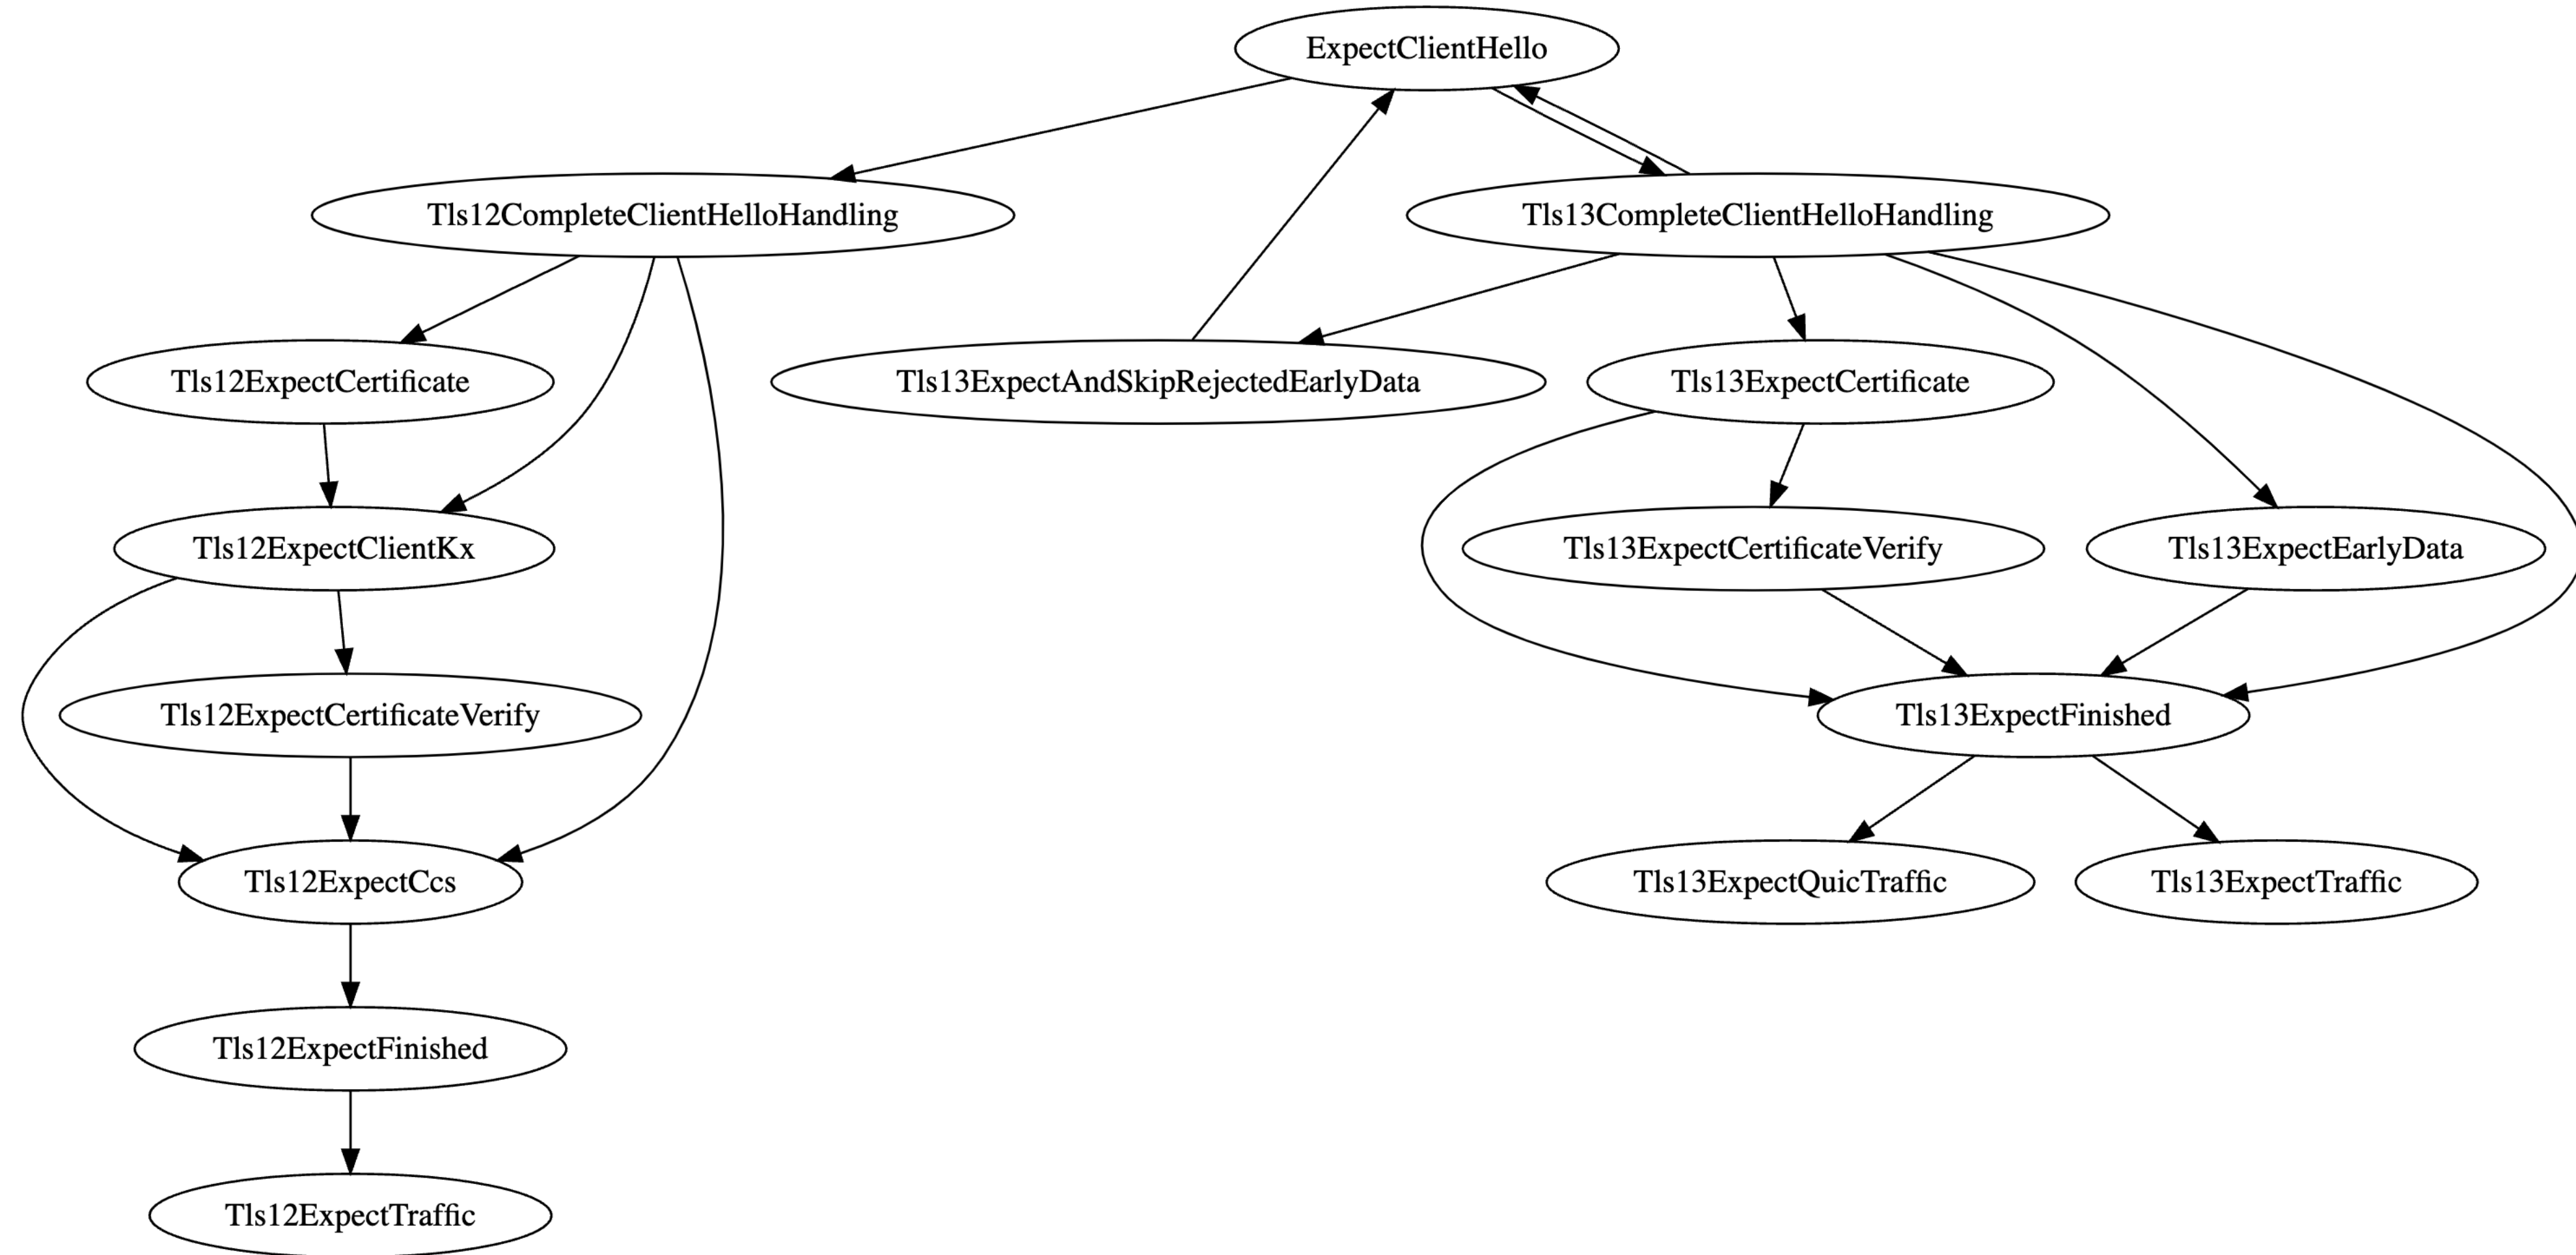 ExpectClientHello
Tls12CompleteClientHelloHandling
Tls13CompleteClientHelloHandling
Tls12ExpectCertificate
Tls13ExpectAndSkipRejectedEarlyData
Tls13ExpectCertificate
Tls12ExpectClientKx
Tls13ExpectCertificateVerify
Tls13ExpectEarlyData
Tls12ExpectCertificateVerify
Tls13ExpectFinished
Tls12ExpectCcs
Tls13ExpectQuicTraffic
Tls13ExpectTraffic
Tls12ExpectFinished
Tls12ExpectTraffic